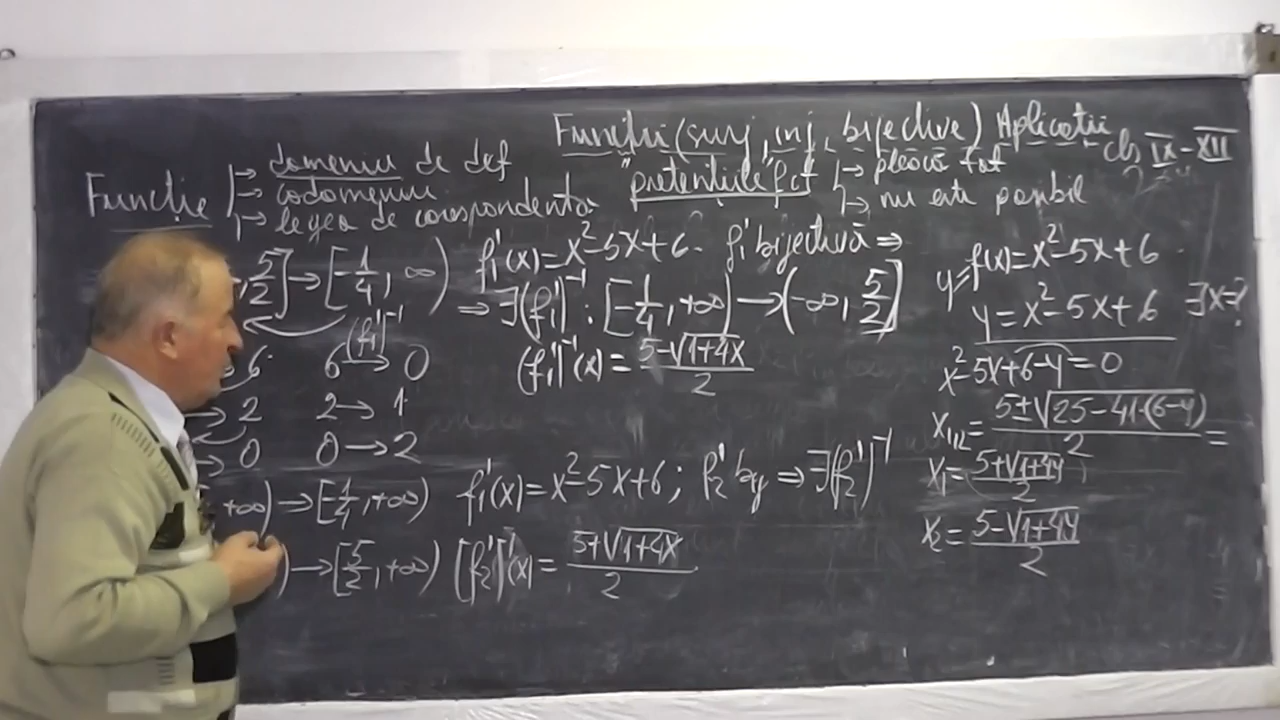 Funcții (surj, inj, bijective) Aplicații
cls IX-XII
Funcție |→ domeniu de def
|→ codomeniu
|→ legea de corespondență
"pretențiile" fct |→ pleacă tot
|→ nu este posibil
, 5/2] → [-1/4, ∞) f₁'(x) = x²-5x+6. f₁' bijectivă ⇒
⇒ ∃(f₁')⁻¹ : [-1/4, +∞) → (-∞, 5/2]
(f₁')⁻¹
6 6 → 0 (f₁')⁻¹(x) = (5-√(1+4x))/2
→ 2 2 → 1
→ 0 0 → 2
+∞) → [-1/4, +∞) f₁'(x) = x²-5x+6 ; f₂' bij ⇒ ∃(f₂')⁻¹
) → [5/2, +∞) (f₂')⁻¹(x) = (5+√(1+4x))/2
y = f(x) = x²-5x+6
y = x²-5x+6 ∃x=?
x²-5x+6-y = 0
x₁,₂ = (5±√(25-4·1·(6-y)))/2 =
x₁ = (5+√(1+4y))/2
x₂ = (5-√(1+4y))/2